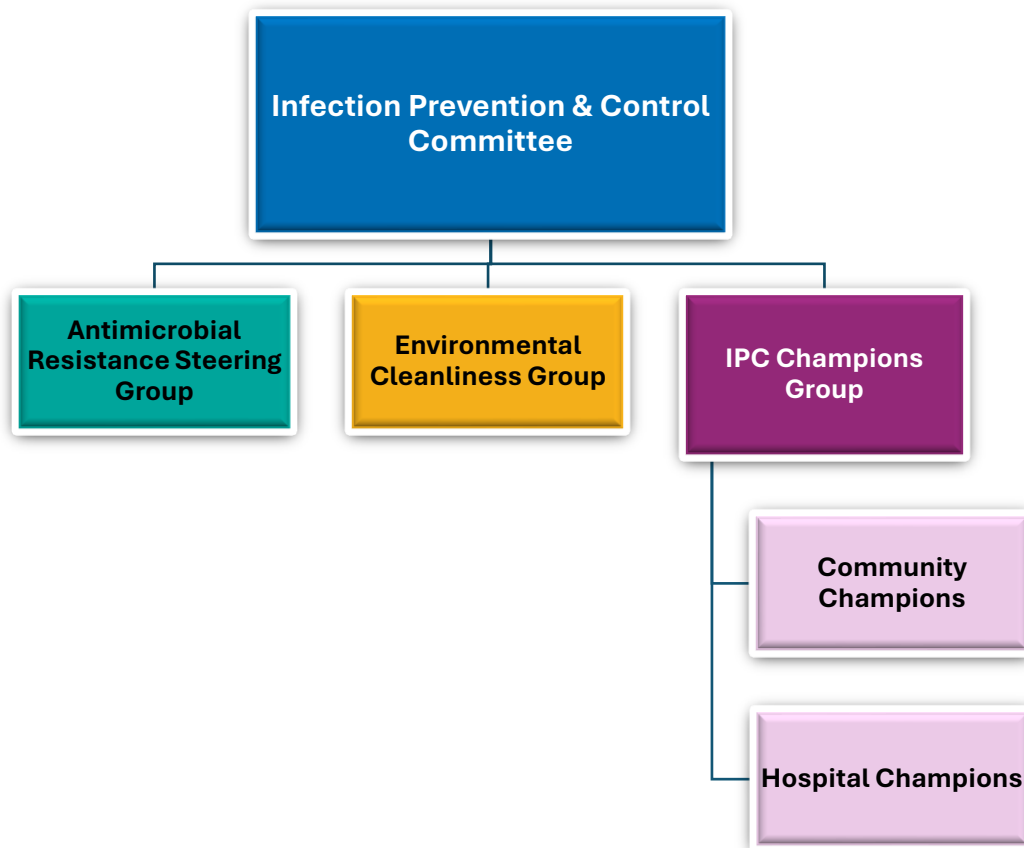 Infection Prevention & Control
Committee
Antimicrobial
Resistance Steering
Group
Environmental
Cleanliness Group
IPC Champions
Group
Community
Champions
Hospital Champions